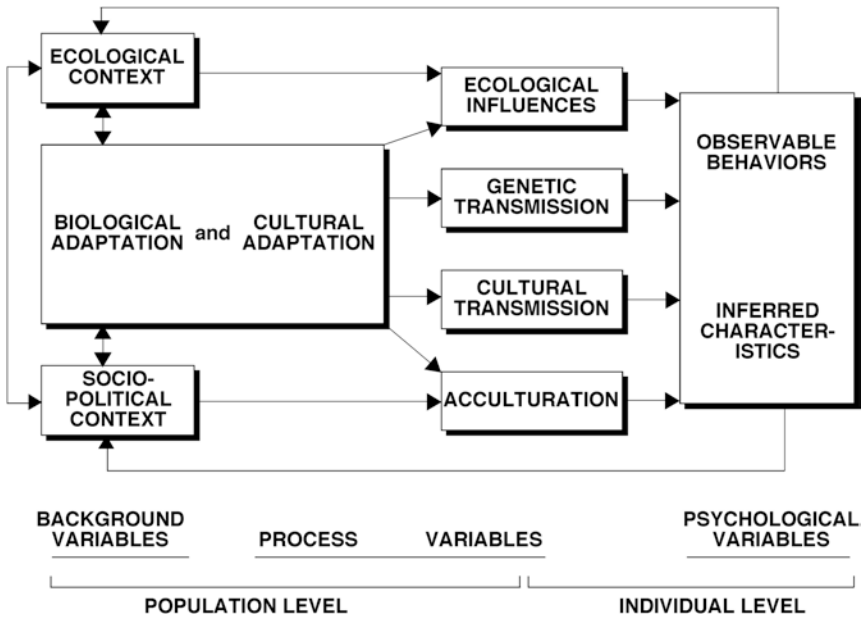 ECOLOGICAL
CONTEXT
ECOLOGICAL
INFLUENCES
OBSERVABLE
BEHAVIORS
GENETIC
TRANSMISSION
BIOLOGICAL
ADAPTATION and CULTURAL
ADAPTATION
CULTURAL
TRANSMISSION
INFERRED
CHARACTER-
ISTICS
SOCIO-
POLITICAL
CONTEXT
ACCULTURATION
BACKGROUND
VARIABLES
PROCESS VARIABLES
PSYCHOLOGICAL
VARIABLES
POPULATION LEVEL
INDIVIDUAL LEVEL